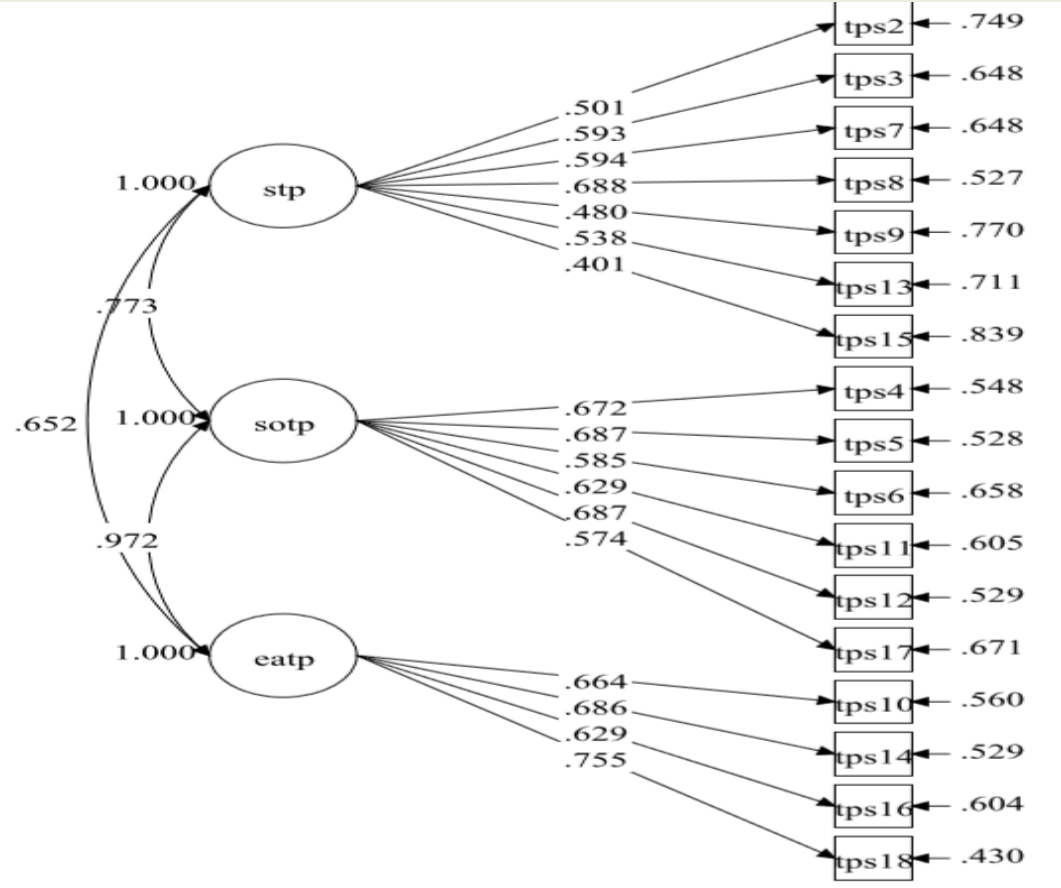 tps2 .749
tps3 .648
.501
.593
tps7 .648
.594
1.000 stp .688 tps8 .527
.480
tps9 .770
.538
.401
tps13 .711
.773
tps15 .839
tps4 .548
.672
1.000 sotp
.652
.687
tps5 .528
.585
.629
tps6 .658
.687
.972
.574
tps11 .605
tps12 .529
1.000 eatp
tps17 .671
.664
tps10 .560
.686
.629
tps14 .529
.755
tps16 .604
tps18 .430